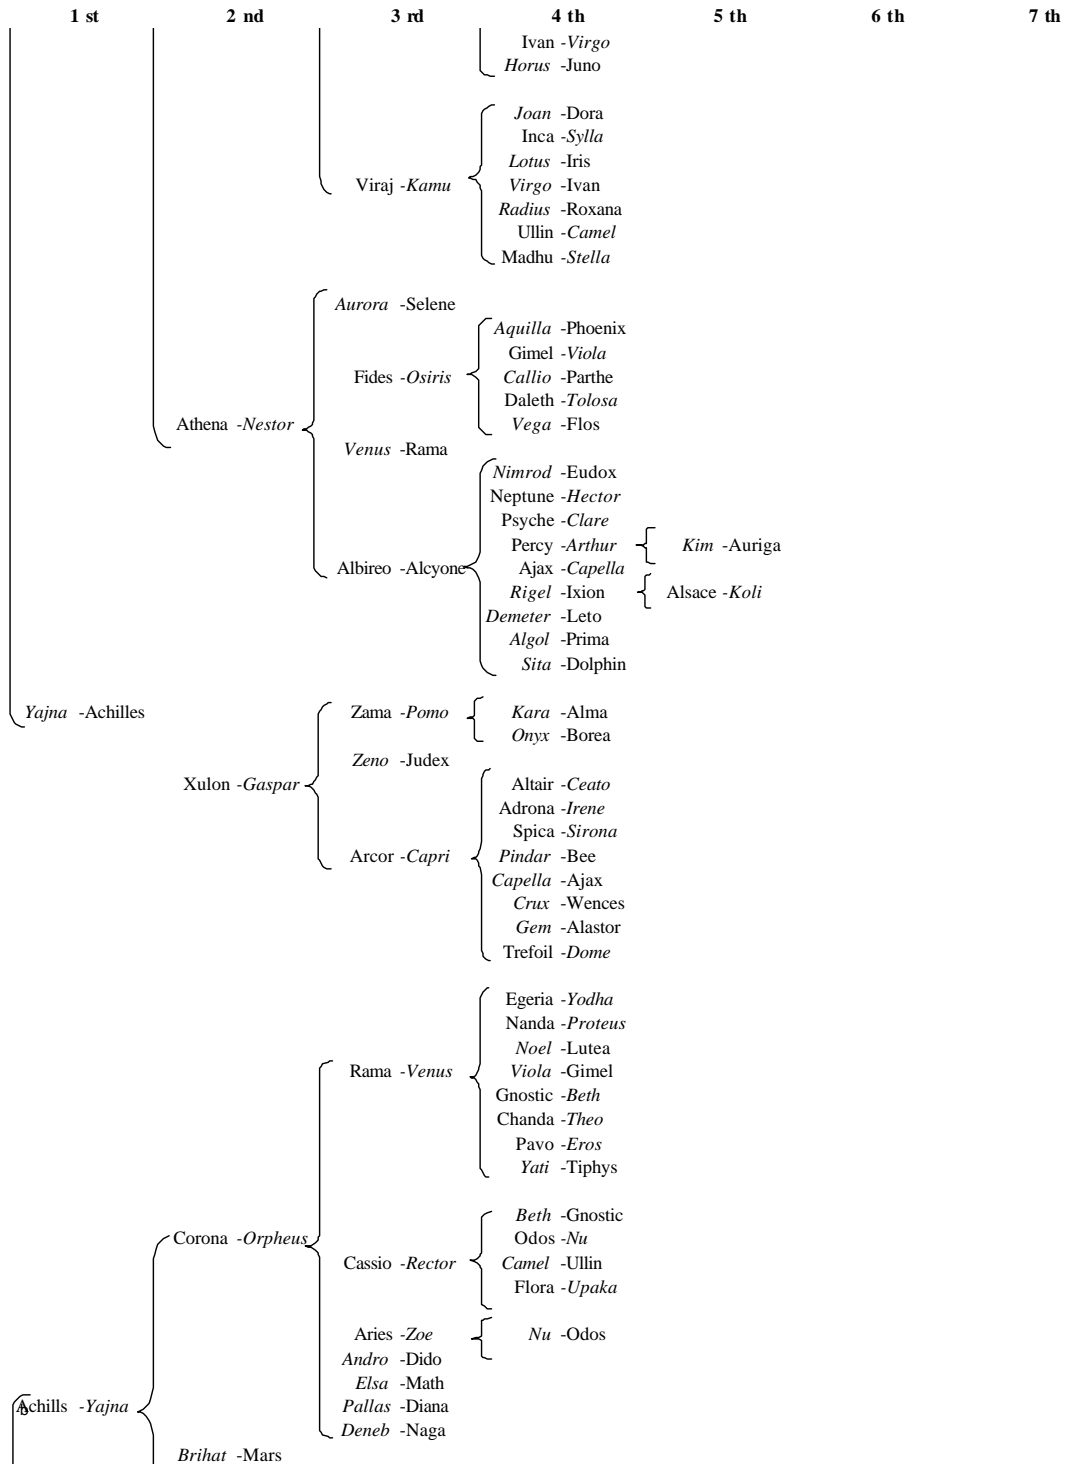 1 st 2 nd 3 rd 4 th 5 th 6 th 7 th
Ivan -Virgo
Horus -Juno
Joan -Dora
Inca -Sylla
Lotus -Iris
Viraj -Kamu Virgo -Ivan
Radius -Roxana
Ullin -Camel
Madhu -Stella
Aurora -Selene
Aquilla -Phoenix
Gimel -Viola
Fides -Osiris Callio -Parthe
Daleth -Tolosa
Athena -Nestor Vega -Flos
Venus -Rama
Nimrod -Eudox
Neptune -Hector
Psyche -Clare
Percy -Arthur Kim -Auriga
Albireo -Alcyone Ajax -Capella
Rigel -Ixion Alsace -Koli
Demeter -Leto
Algol -Prima
Sita -Dolphin
Yajna -Achilles Zama -Pomo Kara -Alma
Onyx -Borea
Zeno -Judex
Xulon -Gaspar Altair -Ceato
Adrona -Irene
Spica -Sirona
Arcor -Capri Pindar -Bee
Capella -Ajax
Crux -Wences
Gem -Alastor
Trefoil -Dome
Egeria -Yodha
Nanda -Proteus
Noel -Lutea
Rama -Venus Viola -Gimel
Gnostic -Beth
Chanda -Theo
Pavo -Eros
Yati -Tiphys
Beth -Gnostic
Corona -Orpheus Odos -Nu
Cassio -Rector Camel -Ullin
Flora -Upaka
Aries -Zoe Nu -Odos
Andro -Dido
Elsa -Math
Achills -Yajna Pallas -Diana
Deneb -Naga
Brihat -Mars